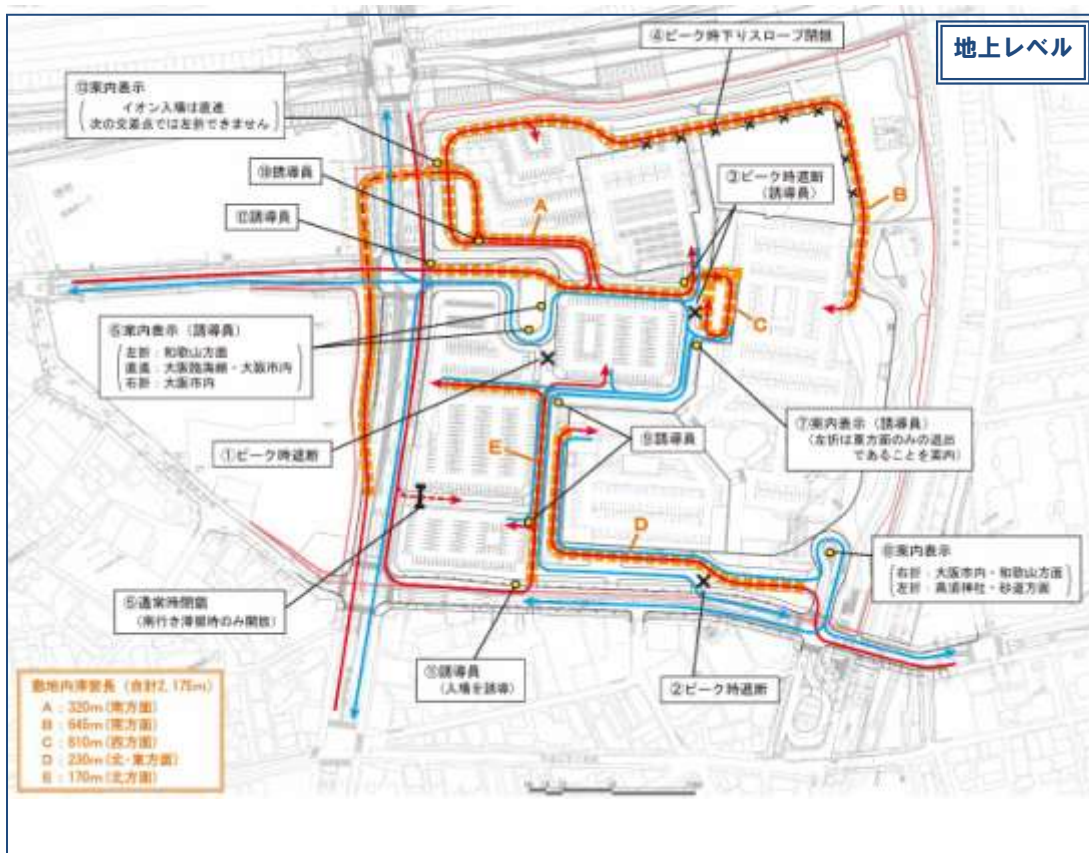 地上レベル
④ピーク時下りスロープ閉鎖
⑬案内表示
イオン入場は直進
次の交差点では左折できません
⑩誘導員
③ピーク時遮断
(誘導員)
⑫誘導員
A
B
C
⑥案内表示(誘導員)
左折:和歌山方面
直進:大阪臨海線・大阪市内
右折:大阪市内
①ピーク時遮断
E
⑨誘導員
⑦案内表示(誘導員)
(左折は東方面のみの退出
であることを案内)
D
⑧案内表示
右折:大阪市内・和歌山方面
左折:高須神社・砂道方面
⑤通常時閉鎖
(南行き滞留時のみ開放)
⑪誘導員
(入場を誘導)
②ピーク時遮断
敷地内滞留長(合計2,175m)
A:320m(南方面)
B:645m(東方面)
C:810m(西方面)
D:230m(北・東方面)
E:170m(北方面)